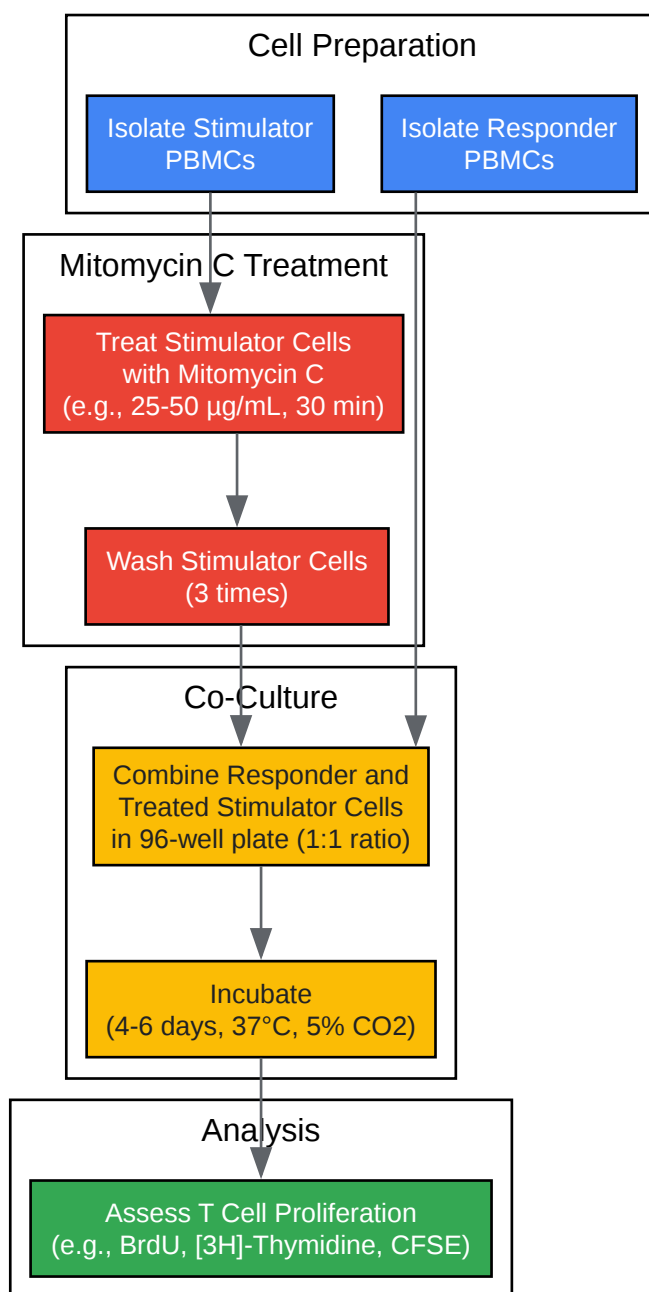 Cell Preparation
Isolate Stimulator
PBMCs
Isolate Responder
PBMCs
Mitomycin C Treatment
Treat Stimulator Cells
with Mitomycin C
(e.g., 25-50 µg/mL, 30 min)
Wash Stimulator Cells
(3 times)
Co-Culture
Combine Responder and
Treated Stimulator Cells
in 96-well plate (1:1 ratio)
Incubate
(4-6 days, 37°C, 5% CO2)
Analysis
Assess T Cell Proliferation
(e.g., BrdU, [3H]-Thymidine, CFSE)